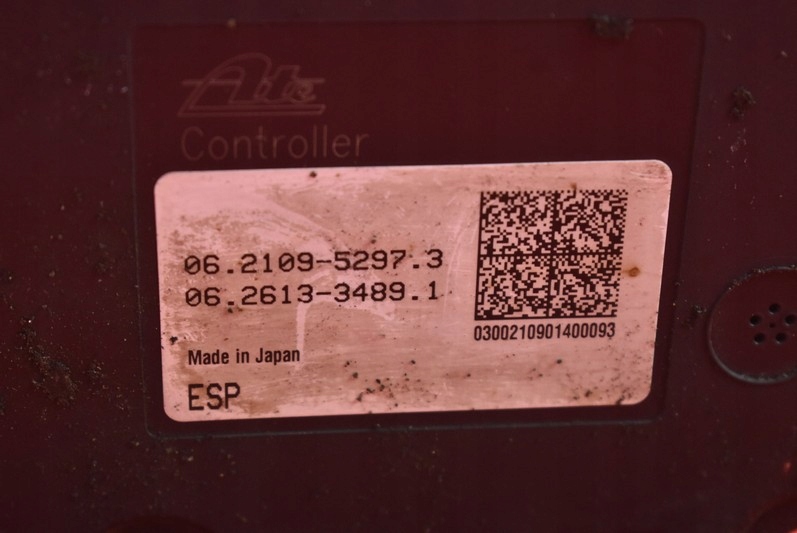 Ate
Controller
06.2109-5297.3
06.2613-3489.1
0300210901400093
Made in Japan
ESP